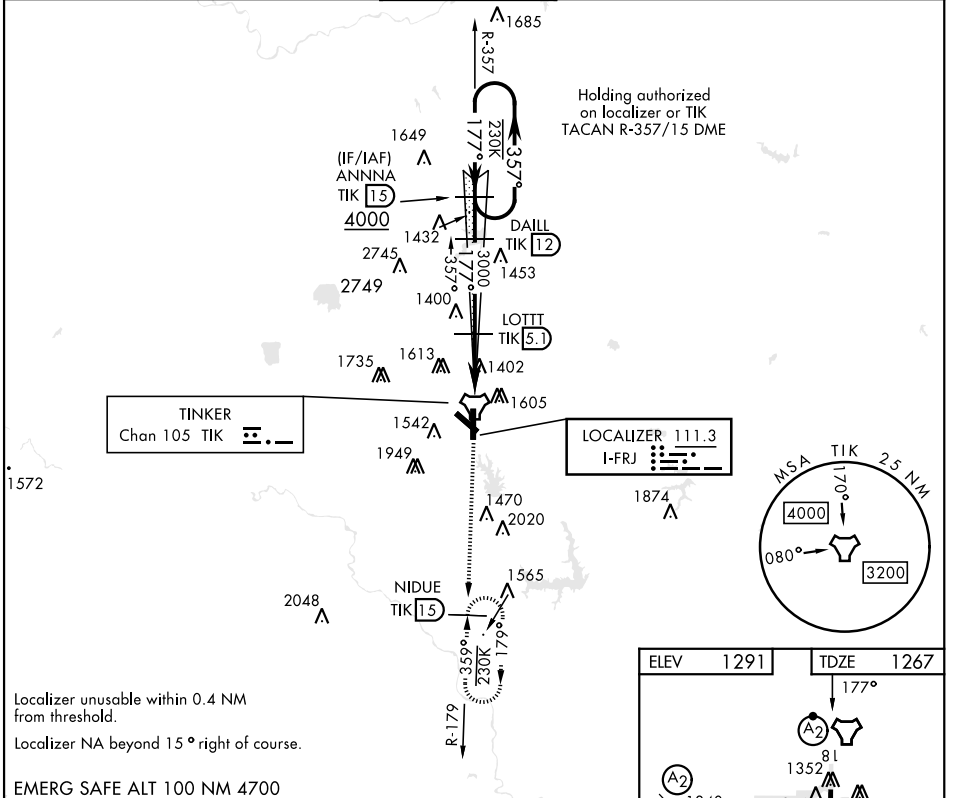 1685
R-357
Holding authorized
on localizer or TIK
TACAN R-357/15 DME
1649
177°
230K
357°
(IF/IAF)
ANNNA
TIK 15
4000
1432
DAILL
TIK 12
2745
1453
2749
357°
177°
3000
1400
LOTTT
TIK 5.1
1735
1613
1402
1605
TINKER
Chan 105 TIK
1542
LOCALIZER 111.3
I-FRJ
1949
1572
MSA TIK 25 NM
170°
4000
080°
3200
1470
1874
2020
NIDUE
TIK 15
1565
2048
359°
230K
179°
R-179
ELEV 1291
TDZE 1267
177°
A2
18
1352
A2
Localizer unusable within 0.4 NM
from threshold.
Localizer NA beyond 15° right of course.
EMERG SAFE ALT 100 NM 4700